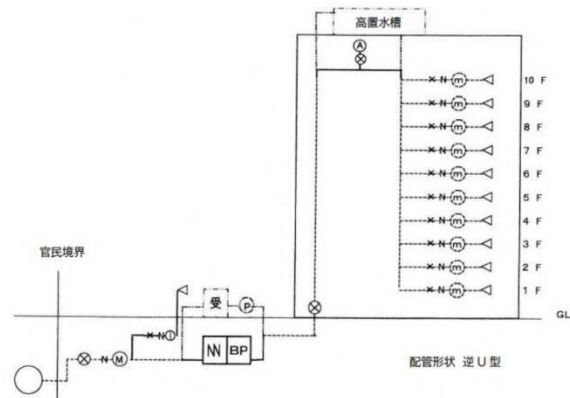 高置水槽
A
× N m 10 F
× N m 9 F
× N m 8 F
× N m 7 F
× N m 6 F
× N m 5 F
× N m 4 F
× N m 3 F
× N m 2 F
× N m 1 F
官民境界
受 P
GL
× N
N M
NN BP
配管形状 逆U型